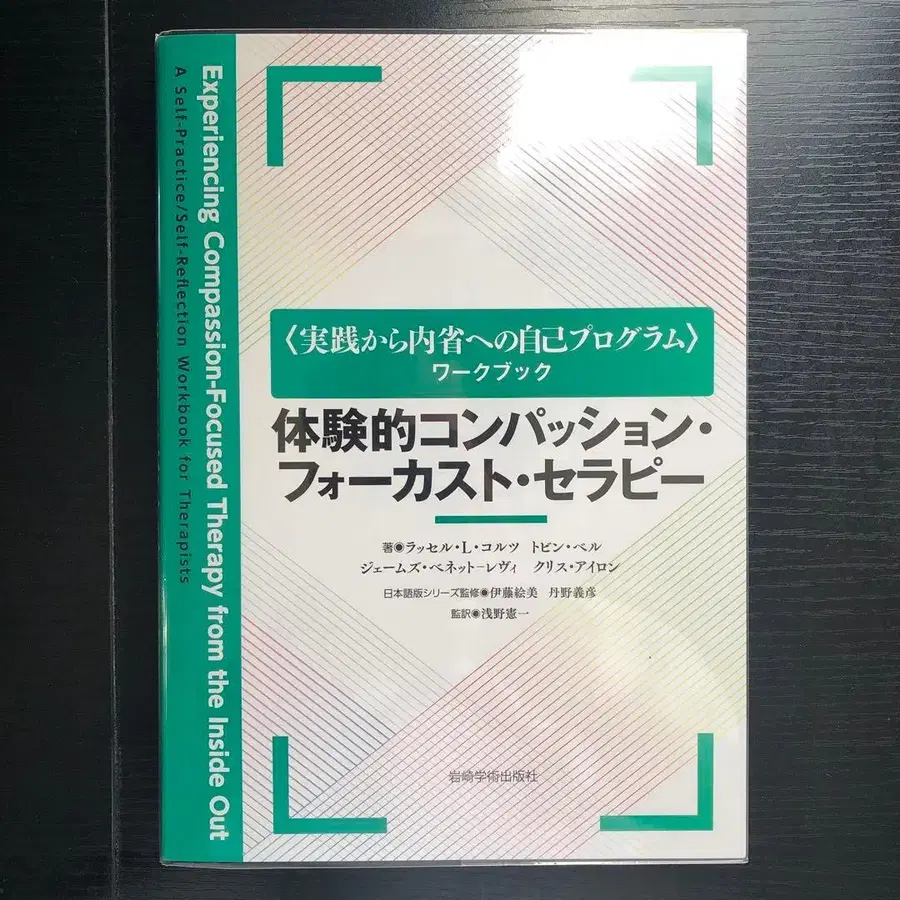 Experiencing Compassion-Focused Therapy from the Inside Out
A Self-Practice/Self-Reflection Workbook for Therapists
〈実践から内省への自己プログラム〉
ワークブック
体験的コンパッション・
フォーカスト・セラピー
著◉ラッセル・L・コルツ トビン・ベル
ジェームズ・ベネット-レヴィ クリス・アイロン
日本語版シリーズ監修◉伊藤絵美 丹野義彦
監訳◉浅野憲一
岩崎学術出版社